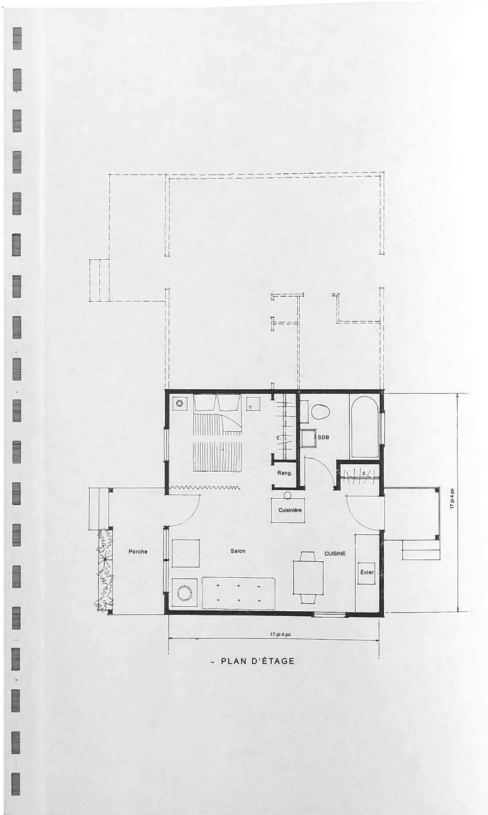 c.
SDB
Rang.
c.
Cuisinière
17 pi 4 po
Porche
Salon
CUISINE
Évier
17 pi 4 po
- PLAN D'ÉTAGE